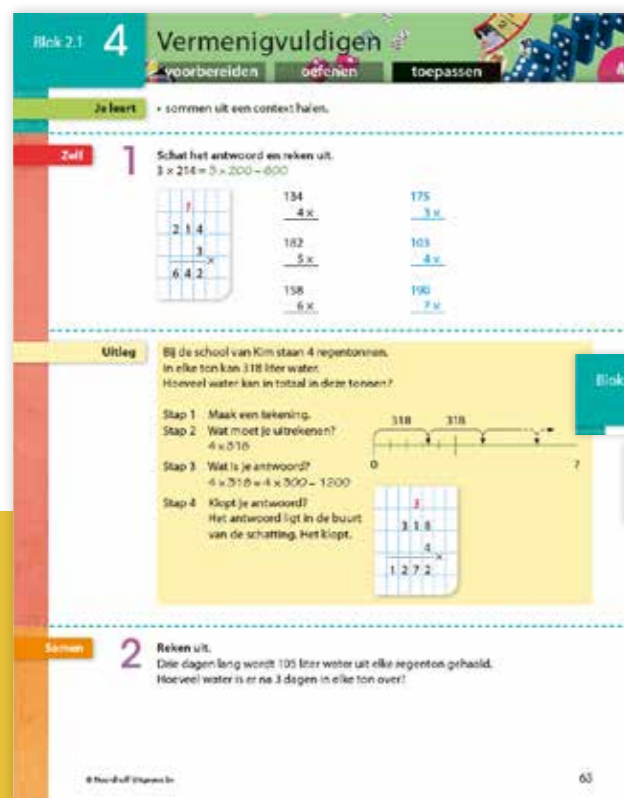 Blok 2.1 4 Vermenigvuldigen
voorbereiden oefenen toepassen
Je leert • sommen uit een context halen.
Zelf 1 Schat het antwoord en reken uit.
3 × 214 ≈ 3 × 200 = 600
1
2 1 4
3 ×
6 4 2
134
4 ×
182
5 ×
158
6 ×
175
3 ×
103
4 ×
190
7 ×
Uitleg Bij de school van Kim staan 4 regentonnen.
In elke ton kan 318 liter water.
Hoeveel water kan in totaal in deze tonnen?
Stap 1 Maak een tekening.
Stap 2 Wat moet je uitrekenen?
4 × 318
Stap 3 Wat is je antwoord?
4 × 318 ≈ 4 × 300 = 1200
Stap 4 Klopt je antwoord?
Het antwoord ligt in de buurt
van de schatting. Het klopt.
318 318
0 ?
3
3 1 8
4 ×
1 2 7 2
Blok
Samen 2 Reken uit.
Drie dagen lang wordt 105 liter water uit elke regenton gehaald.
Hoeveel water is er na 3 dagen in elke ton over?
© Noordhoff Uitgevers bv 63